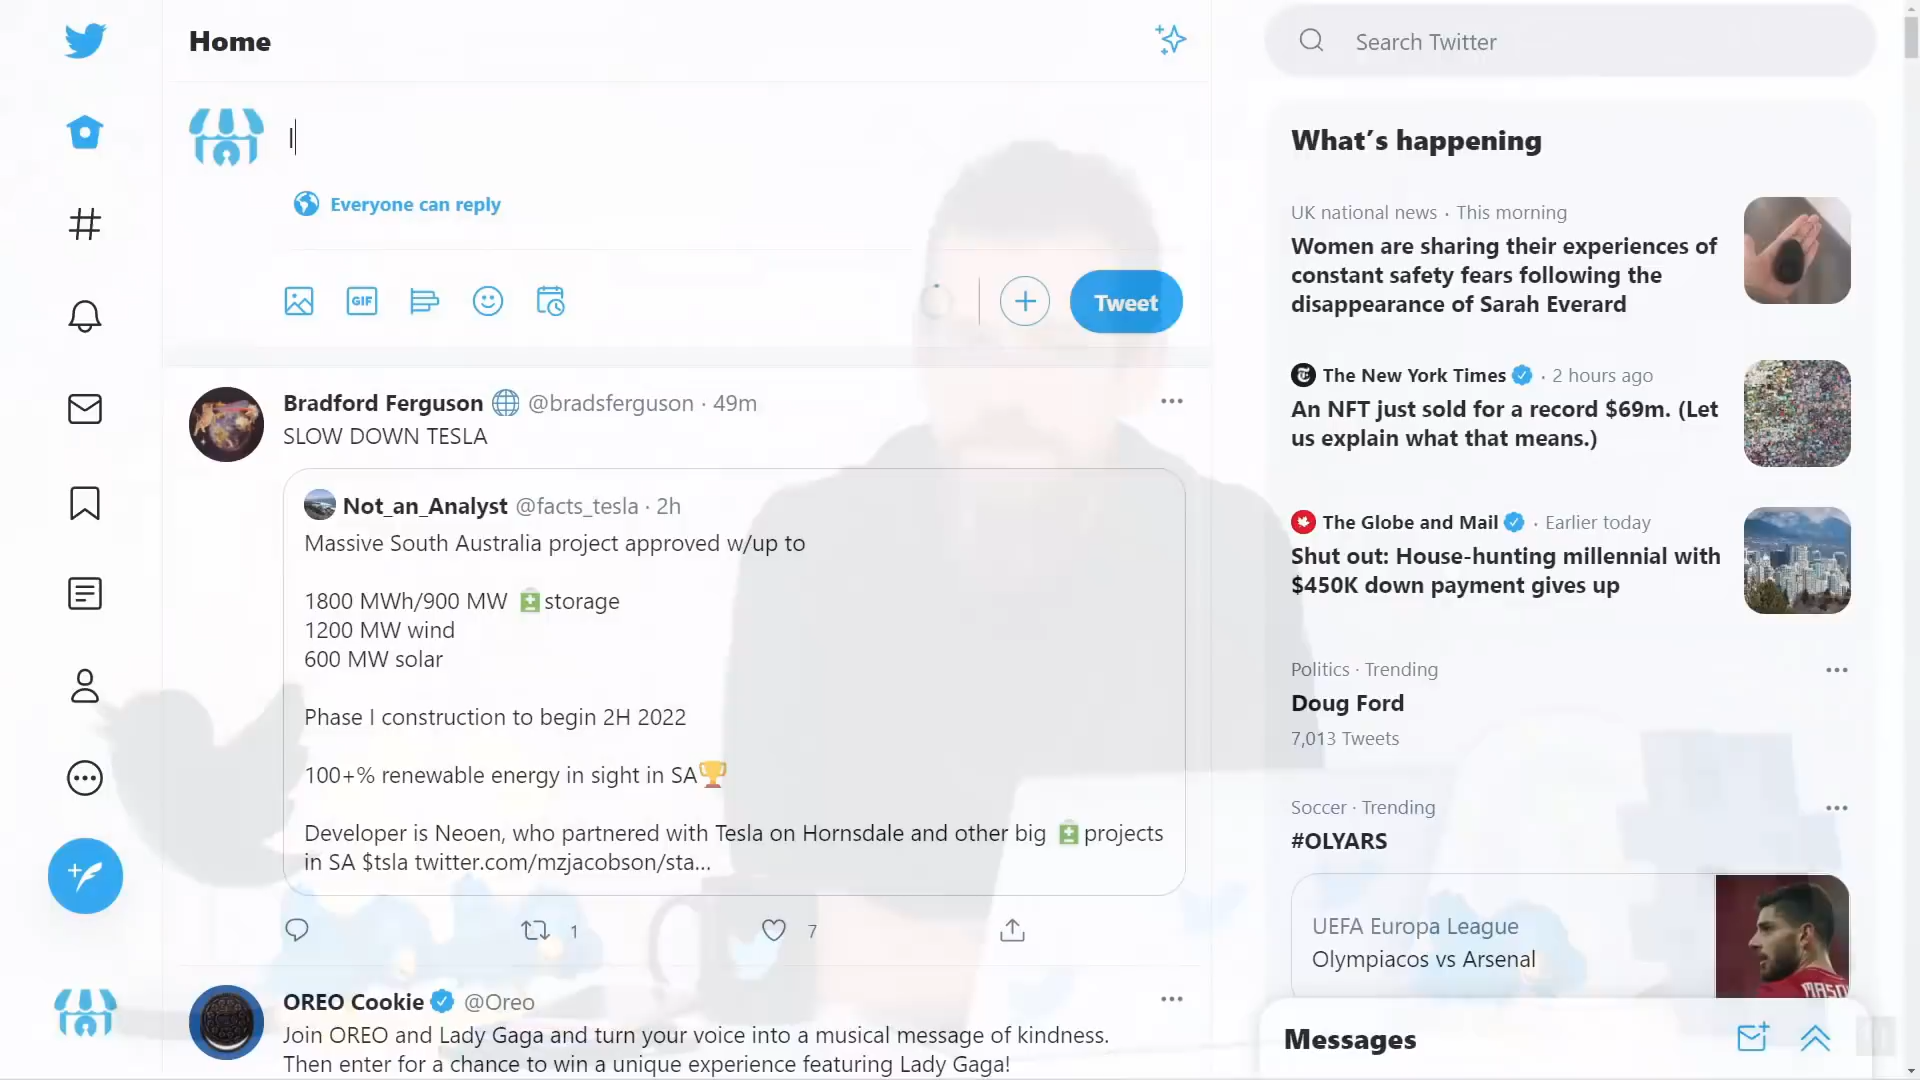 Home
I
Everyone can reply
GIF
Tweet
Bradford Ferguson @bradsferguson · 49m
SLOW DOWN TESLA
Not_an_Analyst @facts_tesla · 2h
Massive South Australia project approved w/up to
1800 MWh/900 MW storage
1200 MW wind
600 MW solar
Phase I construction to begin 2H 2022
100+% renewable energy in sight in SA
Developer is Neoen, who partnered with Tesla on Hornsdale and other big projects
in SA $tsla twitter.com/mzjacobson/sta...
1
7
OREO Cookie @Oreo
Join OREO and Lady Gaga and turn your voice into a musical message of kindness.
Then enter for a chance to win a unique experience featuring Lady Gaga!
Search Twitter
What's happening
UK national news · This morning
Women are sharing their experiences of
constant safety fears following the
disappearance of Sarah Everard
The New York Times · 2 hours ago
An NFT just sold for a record $69m. (Let
us explain what that means.)
The Globe and Mail · Earlier today
Shut out: House-hunting millennial with
$450K down payment gives up
Politics · Trending
Doug Ford
7,013 Tweets
Soccer · Trending
#OLYARS
UEFA Europa League
Olympiacos vs Arsenal
Messages